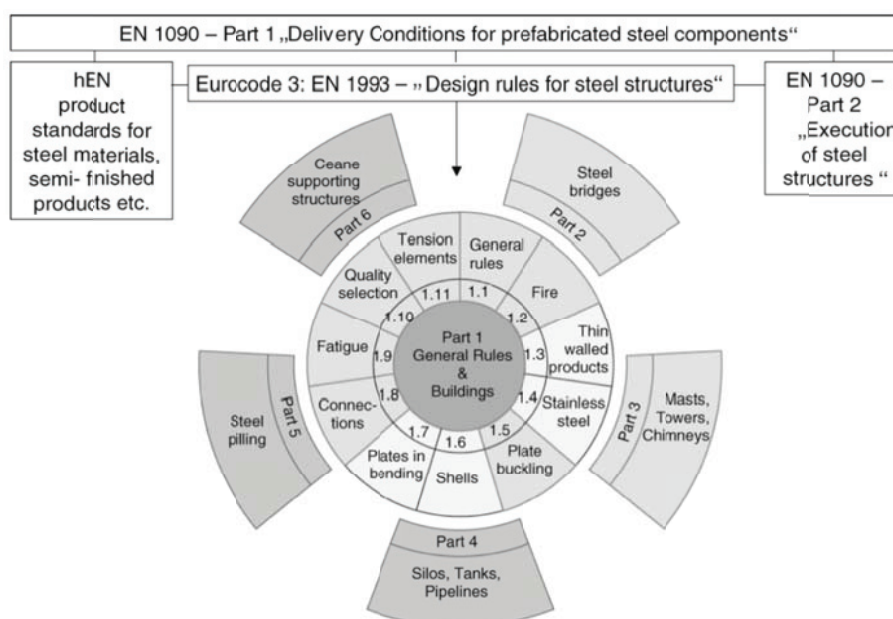 EN 1090 – Part 1 „Delivery Conditions for prefabricated steel components“
hEN
product
standards for
steel materials,
semi- finished
products etc.
Eurocode 3: EN 1993 – „ Design rules for steel structures“
EN 1090 –
Part 2
„Execution
of steel
structures “
Ceane
supporting
structures
Part 6
Steel
bridges
Part 2
Masts,
Towers,
Chimneys
Part 3
Part 4
Silos, Tanks,
Pipelines
Steel
pilling
Part 5
Part 1
General Rules
&
Buildings
General
rules
1.1
Fire
1.2
Thin
walled
products
1.3
Stainless
steel
1.4
Plate
buckling
1.5
Shells
1.6
Plates in
bending
1.7
Connec-
tions
1.8
Fatigue
1.9
Quality
selection
1.10
Tension
elements
1.11